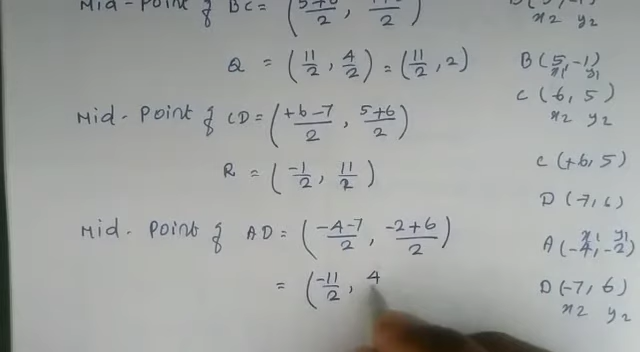 Mid-Point of BC = (5+6/2, /2)
Q = (11/2, 4/2) = (11/2, 2)
Mid-Point of CD = (+6-7/2, 5+6/2)
R = (-1/2, 11/2)
Mid-Point of AD = (-4-7/2, -2+6/2)
= (-11/2, 4
x2 y2
B(5, -1)
x1 y1
C (6, 5)
x2 y2
C (+6, 5)
D (-7, 6)
x1 y1
A (-4, -2)
D (-7, 6)
x2 y2